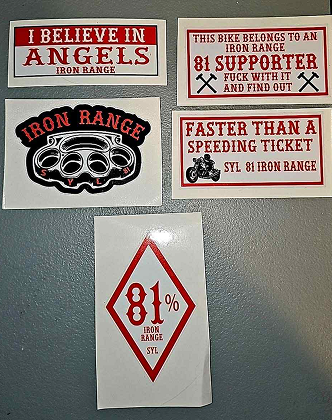 I BELIEVE IN
ANGELS
IRON RANGE
THIS BIKE BELONGS TO AN
IRON RANGE
81 SUPPORTER
FUCK WITH IT
AND FIND OUT
IRON RANGE
S Y L S
FASTER THAN A
SPEEDING TICKET
SYL 81 IRON RANGE
81%
IRON
RANGE
SYL